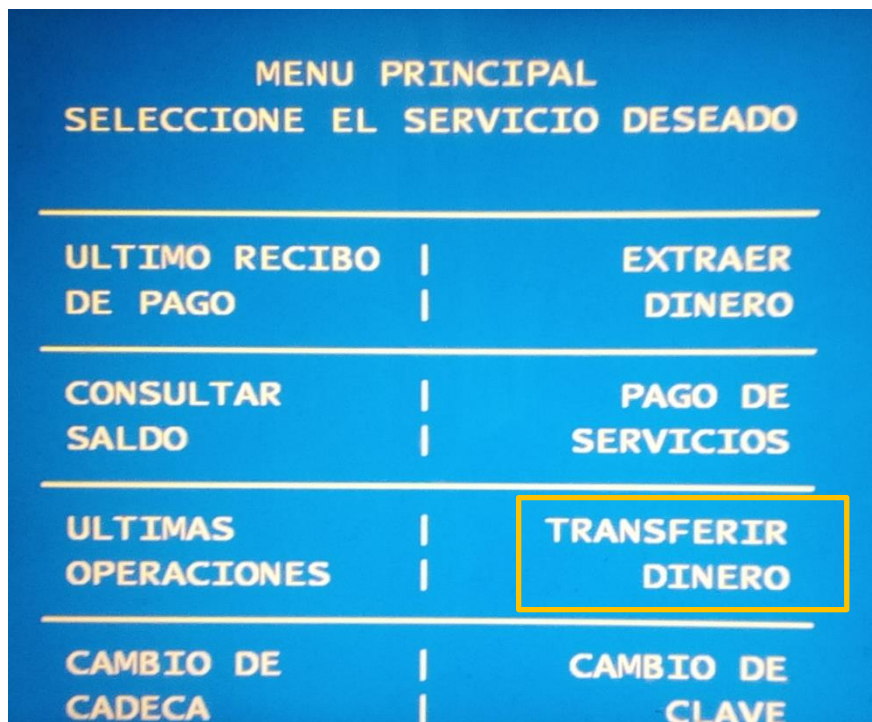 MENU PRINCIPAL
SELECCIONE EL SERVICIO DESEADO
ULTIMO RECIBO | EXTRAER
DE PAGO | DINERO
CONSULTAR | PAGO DE
SALDO | SERVICIOS
ULTIMAS | TRANSFERIR
OPERACIONES | DINERO
CAMBIO DE | CAMBIO DE
CADECA | CLAVE